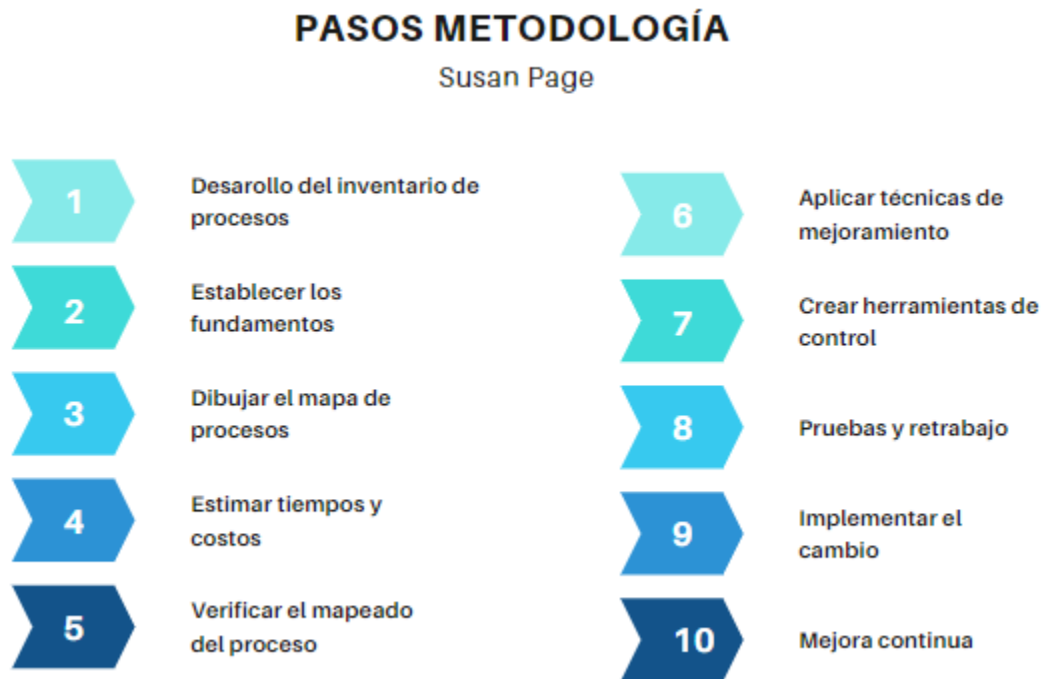 PASOS METODOLOGÍA
Susan Page
1
Desarollo del inventario de
procesos
2
Establecer los
fundamentos
3
Dibujar el mapa de
procesos
4
Estimar tiempos y
costos
5
Verificar el mapeado
del proceso
6
Aplicar técnicas de
mejoramiento
7
Crear herramientas de
control
8
Pruebas y retrabajo
9
Implementar el
cambio
10
Mejora continua